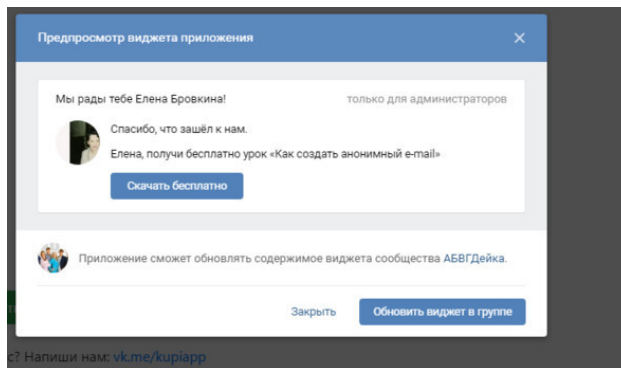 Предпросмотр виджета приложения
Мы рады тебе Елена Бровкина!
только для администраторов
Спасибо, что зашёл к нам.
Елена, получи бесплатно урок «Как создать анонимный e-mail»
Скачать бесплатно
Приложение сможет обновлять содержимое виджета сообщества АБВГДейка.
Закрыть
Обновить виджет в группе
с? Напиши нам: vk.me/kupiapp